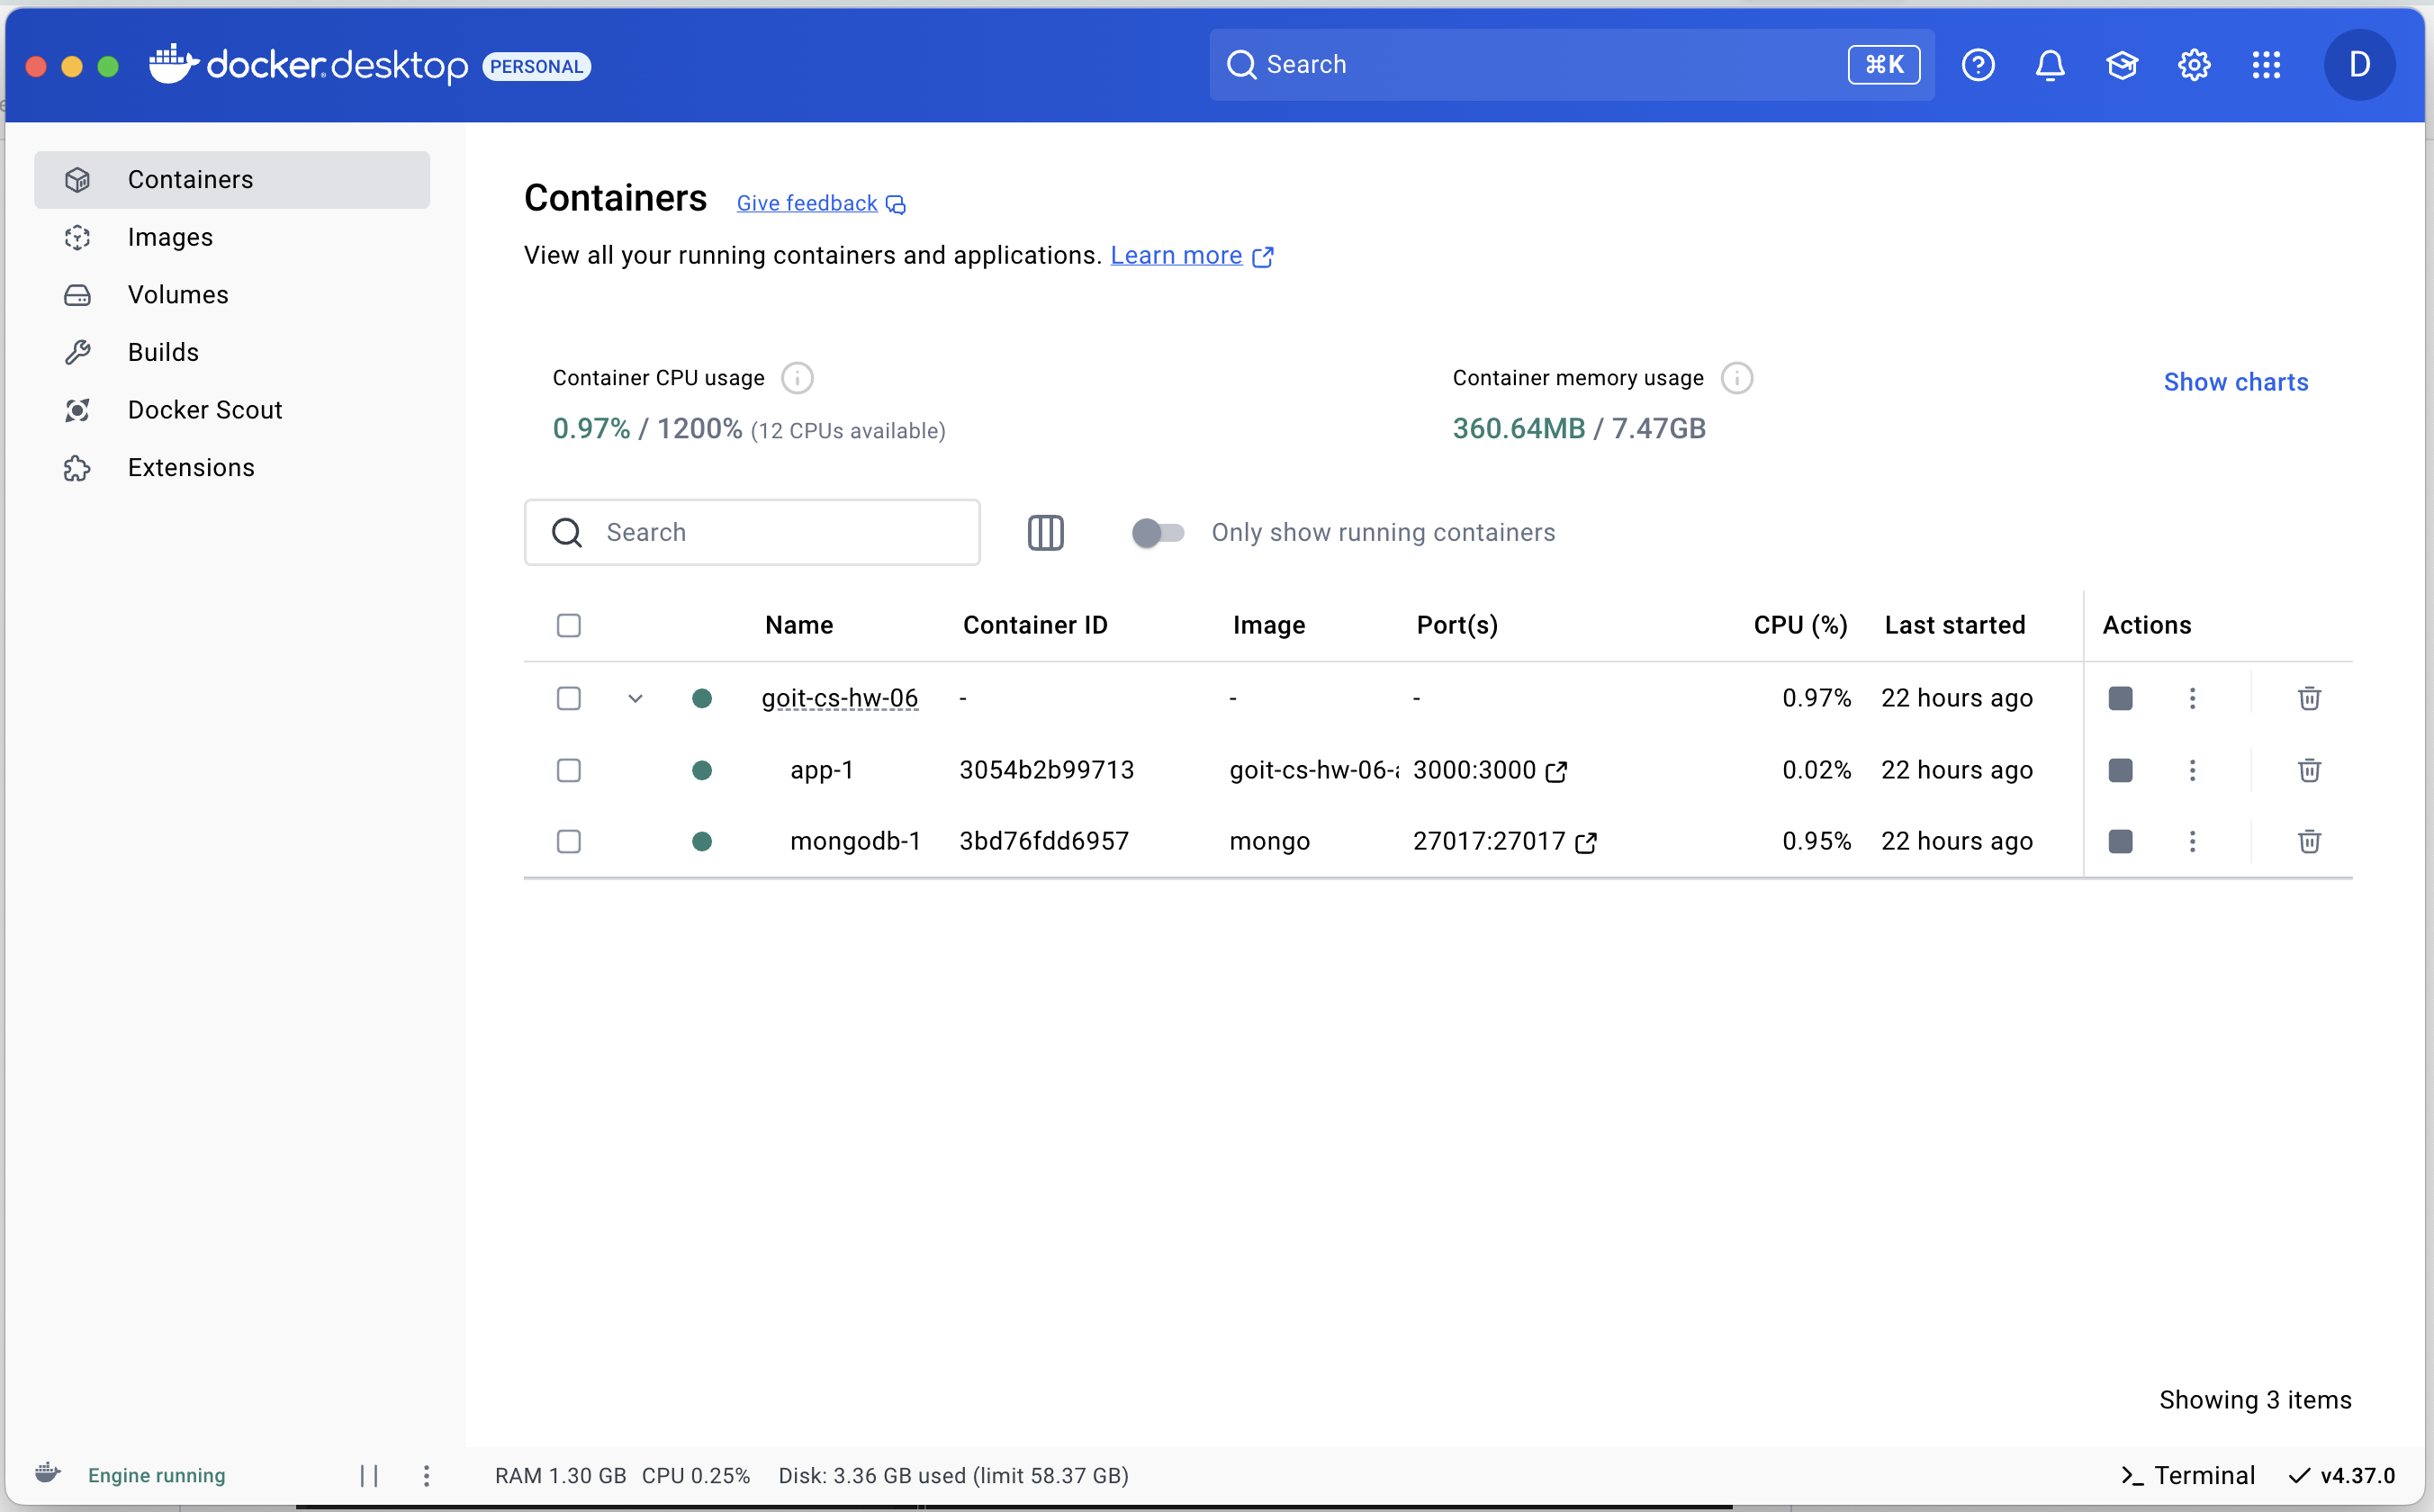 docker desktop PERSONAL
Search
⌘K
D
Containers
Images
Volumes
Builds
Docker Scout
Extensions
Containers Give feedback
View all your running containers and applications. Learn more
Container CPU usage
0.97% / 1200% (12 CPUs available)
Container memory usage
360.64MB / 7.47GB
Show charts
Search
Only show running containers
Name Container ID Image Port(s) CPU (%) Last started Actions
goit-cs-hw-06 - - - 0.97% 22 hours ago
app-1 3054b2b99713 goit-cs-hw-06- 3000:3000 0.02% 22 hours ago
mongodb-1 3bd76fdd6957 mongo 27017:27017 0.95% 22 hours ago
Showing 3 items
Engine running
RAM 1.30 GB CPU 0.25% Disk: 3.36 GB used (limit 58.37 GB)
Terminal
v4.37.0